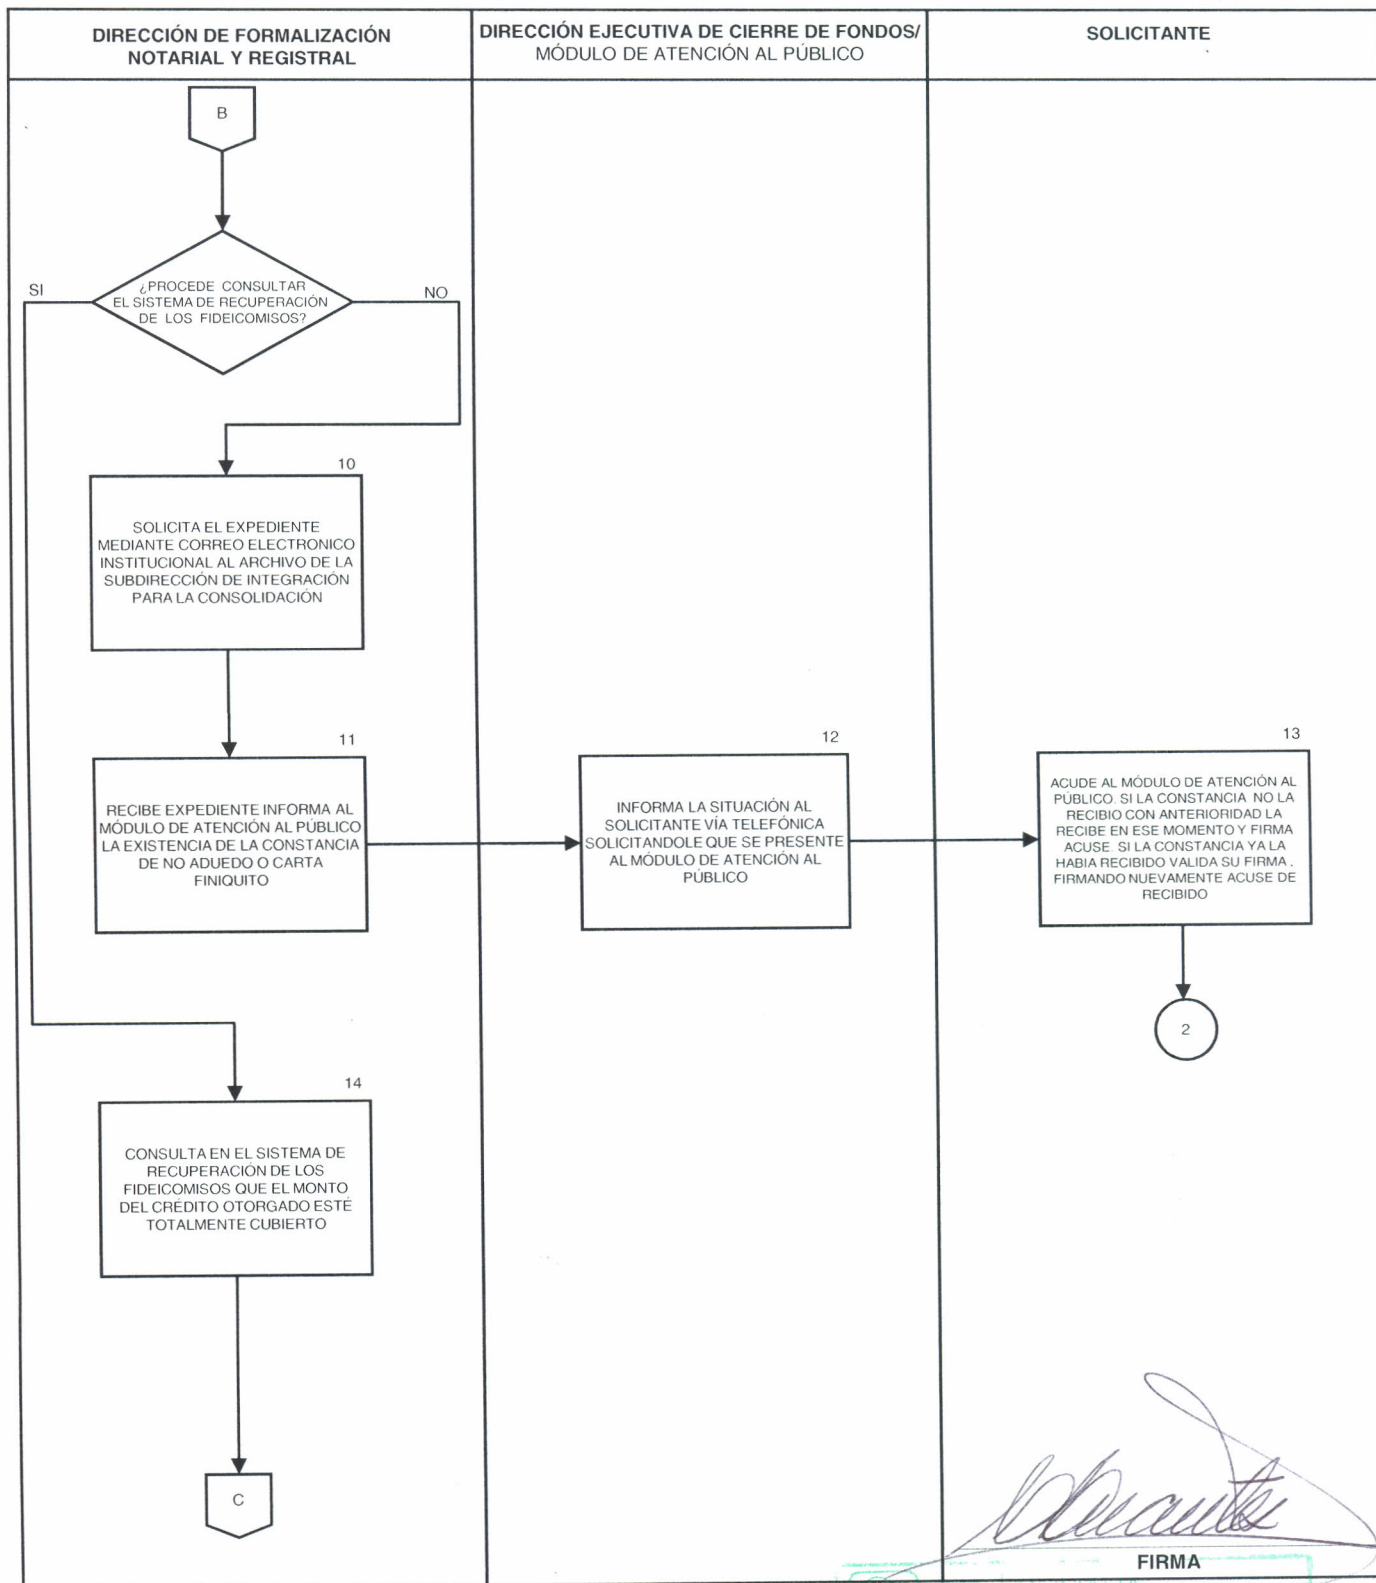 DIRECCIÓN DE FORMALIZACIÓN
NOTARIAL Y REGISTRAL
DIRECCIÓN EJECUTIVA DE CIERRE DE FONDOS/
MÓDULO DE ATENCIÓN AL PÚBLICO
SOLICITANTE
B
¿PROCEDE CONSULTAR
EL SISTEMA DE RECUPERACIÓN
DE LOS FIDEICOMISOS?
SI
NO
10
SOLICITA EL EXPEDIENTE
MEDIANTE CORREO ELECTRONICO
INSTITUCIONAL AL ARCHIVO DE LA
SUBDIRECCIÓN DE INTEGRACIÓN
PARA LA CONSOLIDACIÓN
11
RECIBE EXPEDIENTE INFORMA AL
MÓDULO DE ATENCIÓN AL PÚBLICO
LA EXISTENCIA DE LA CONSTANCIA
DE NO ADUEDO O CARTA
FINIQUITO
12
INFORMA LA SITUACIÓN AL
SOLICITANTE VÍA TELEFÓNICA
SOLICITANDOLE QUE SE PRESENTE
AL MÓDULO DE ATENCIÓN AL
PÚBLICO
13
ACUDE AL MÓDULO DE ATENCIÓN AL
PÚBLICO. SI LA CONSTANCIA NO LA
RECIBIO CON ANTERIORIDAD LA
RECIBE EN ESE MOMENTO Y FIRMA
ACUSE. SI LA CONSTANCIA YA LA
HABIA RECIBIDO VALIDA SU FIRMA .
FIRMANDO NUEVAMENTE ACUSE DE
RECIBIDO
2
14
CONSULTA EN EL SISTEMA DE
RECUPERACIÓN DE LOS
FIDEICOMISOS QUE EL MONTO
DEL CRÉDITO OTORGADO ESTÉ
TOTALMENTE CUBIERTO
C
FIRMA